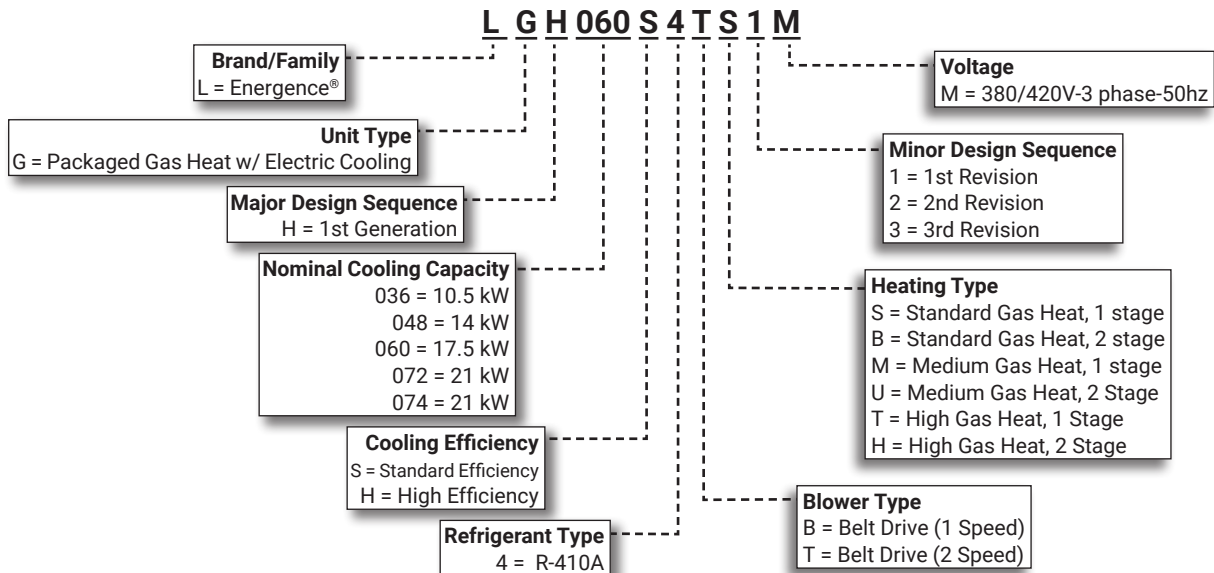 L G H 060 S 4 T S 1 M
Brand/Family
L = Energence®
Unit Type
G = Packaged Gas Heat w/ Electric Cooling
Major Design Sequence
H = 1st Generation
Nominal Cooling Capacity
036 = 10.5 kW
048 = 14 kW
060 = 17.5 kW
072 = 21 kW
074 = 21 kW
Cooling Efficiency
S = Standard Efficiency
H = High Efficiency
Refrigerant Type
4 = R-410A
Voltage
M = 380/420V-3 phase-50hz
Minor Design Sequence
1 = 1st Revision
2 = 2nd Revision
3 = 3rd Revision
Heating Type
S = Standard Gas Heat, 1 stage
B = Standard Gas Heat, 2 stage
M = Medium Gas Heat, 1 stage
U = Medium Gas Heat, 2 Stage
T = High Gas Heat, 1 Stage
H = High Gas Heat, 2 Stage
Blower Type
B = Belt Drive (1 Speed)
T = Belt Drive (2 Speed)